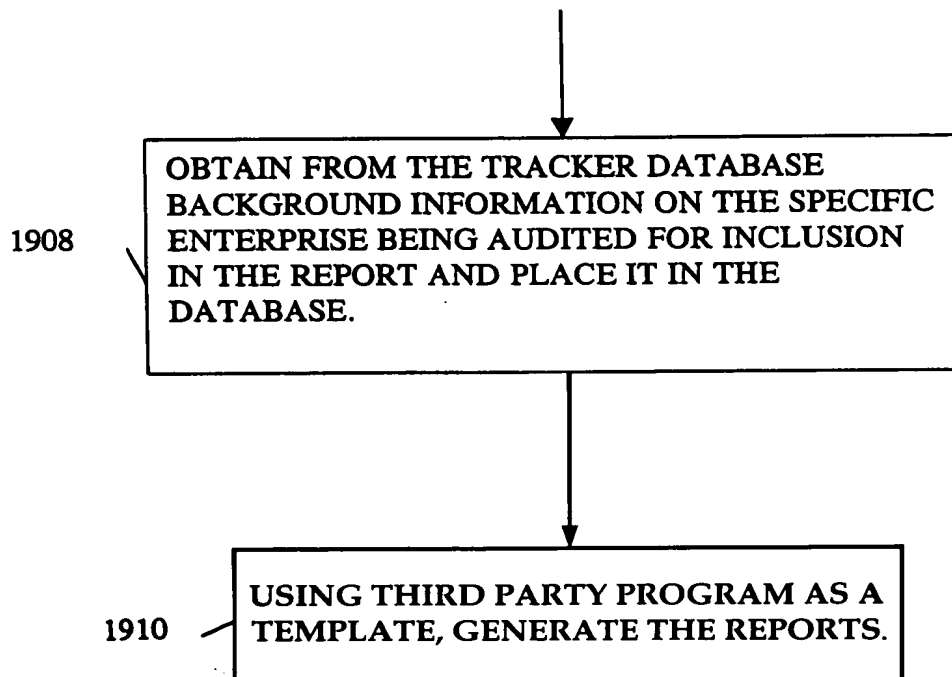 OBTAIN FROM THE TRACKER DATABASE
BACKGROUND INFORMATION ON THE SPECIFIC
ENTERPRISE BEING AUDITED FOR INCLUSION
IN THE REPORT AND PLACE IT IN THE
DATABASE.
1908
USING THIRD PARTY PROGRAM AS A
TEMPLATE, GENERATE THE REPORTS.
1910